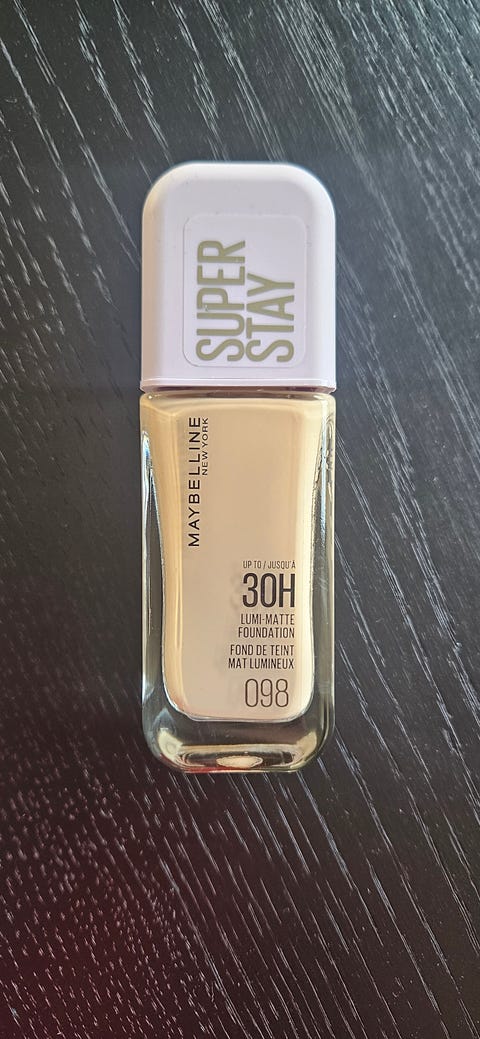 SUPER
STAY
MAYBELLINE
NEW YORK
UP TO / JUSQU'À
30H
LUMI-MATTE
FOUNDATION
FOND DE TEINT
MAT LUMINEUX
098